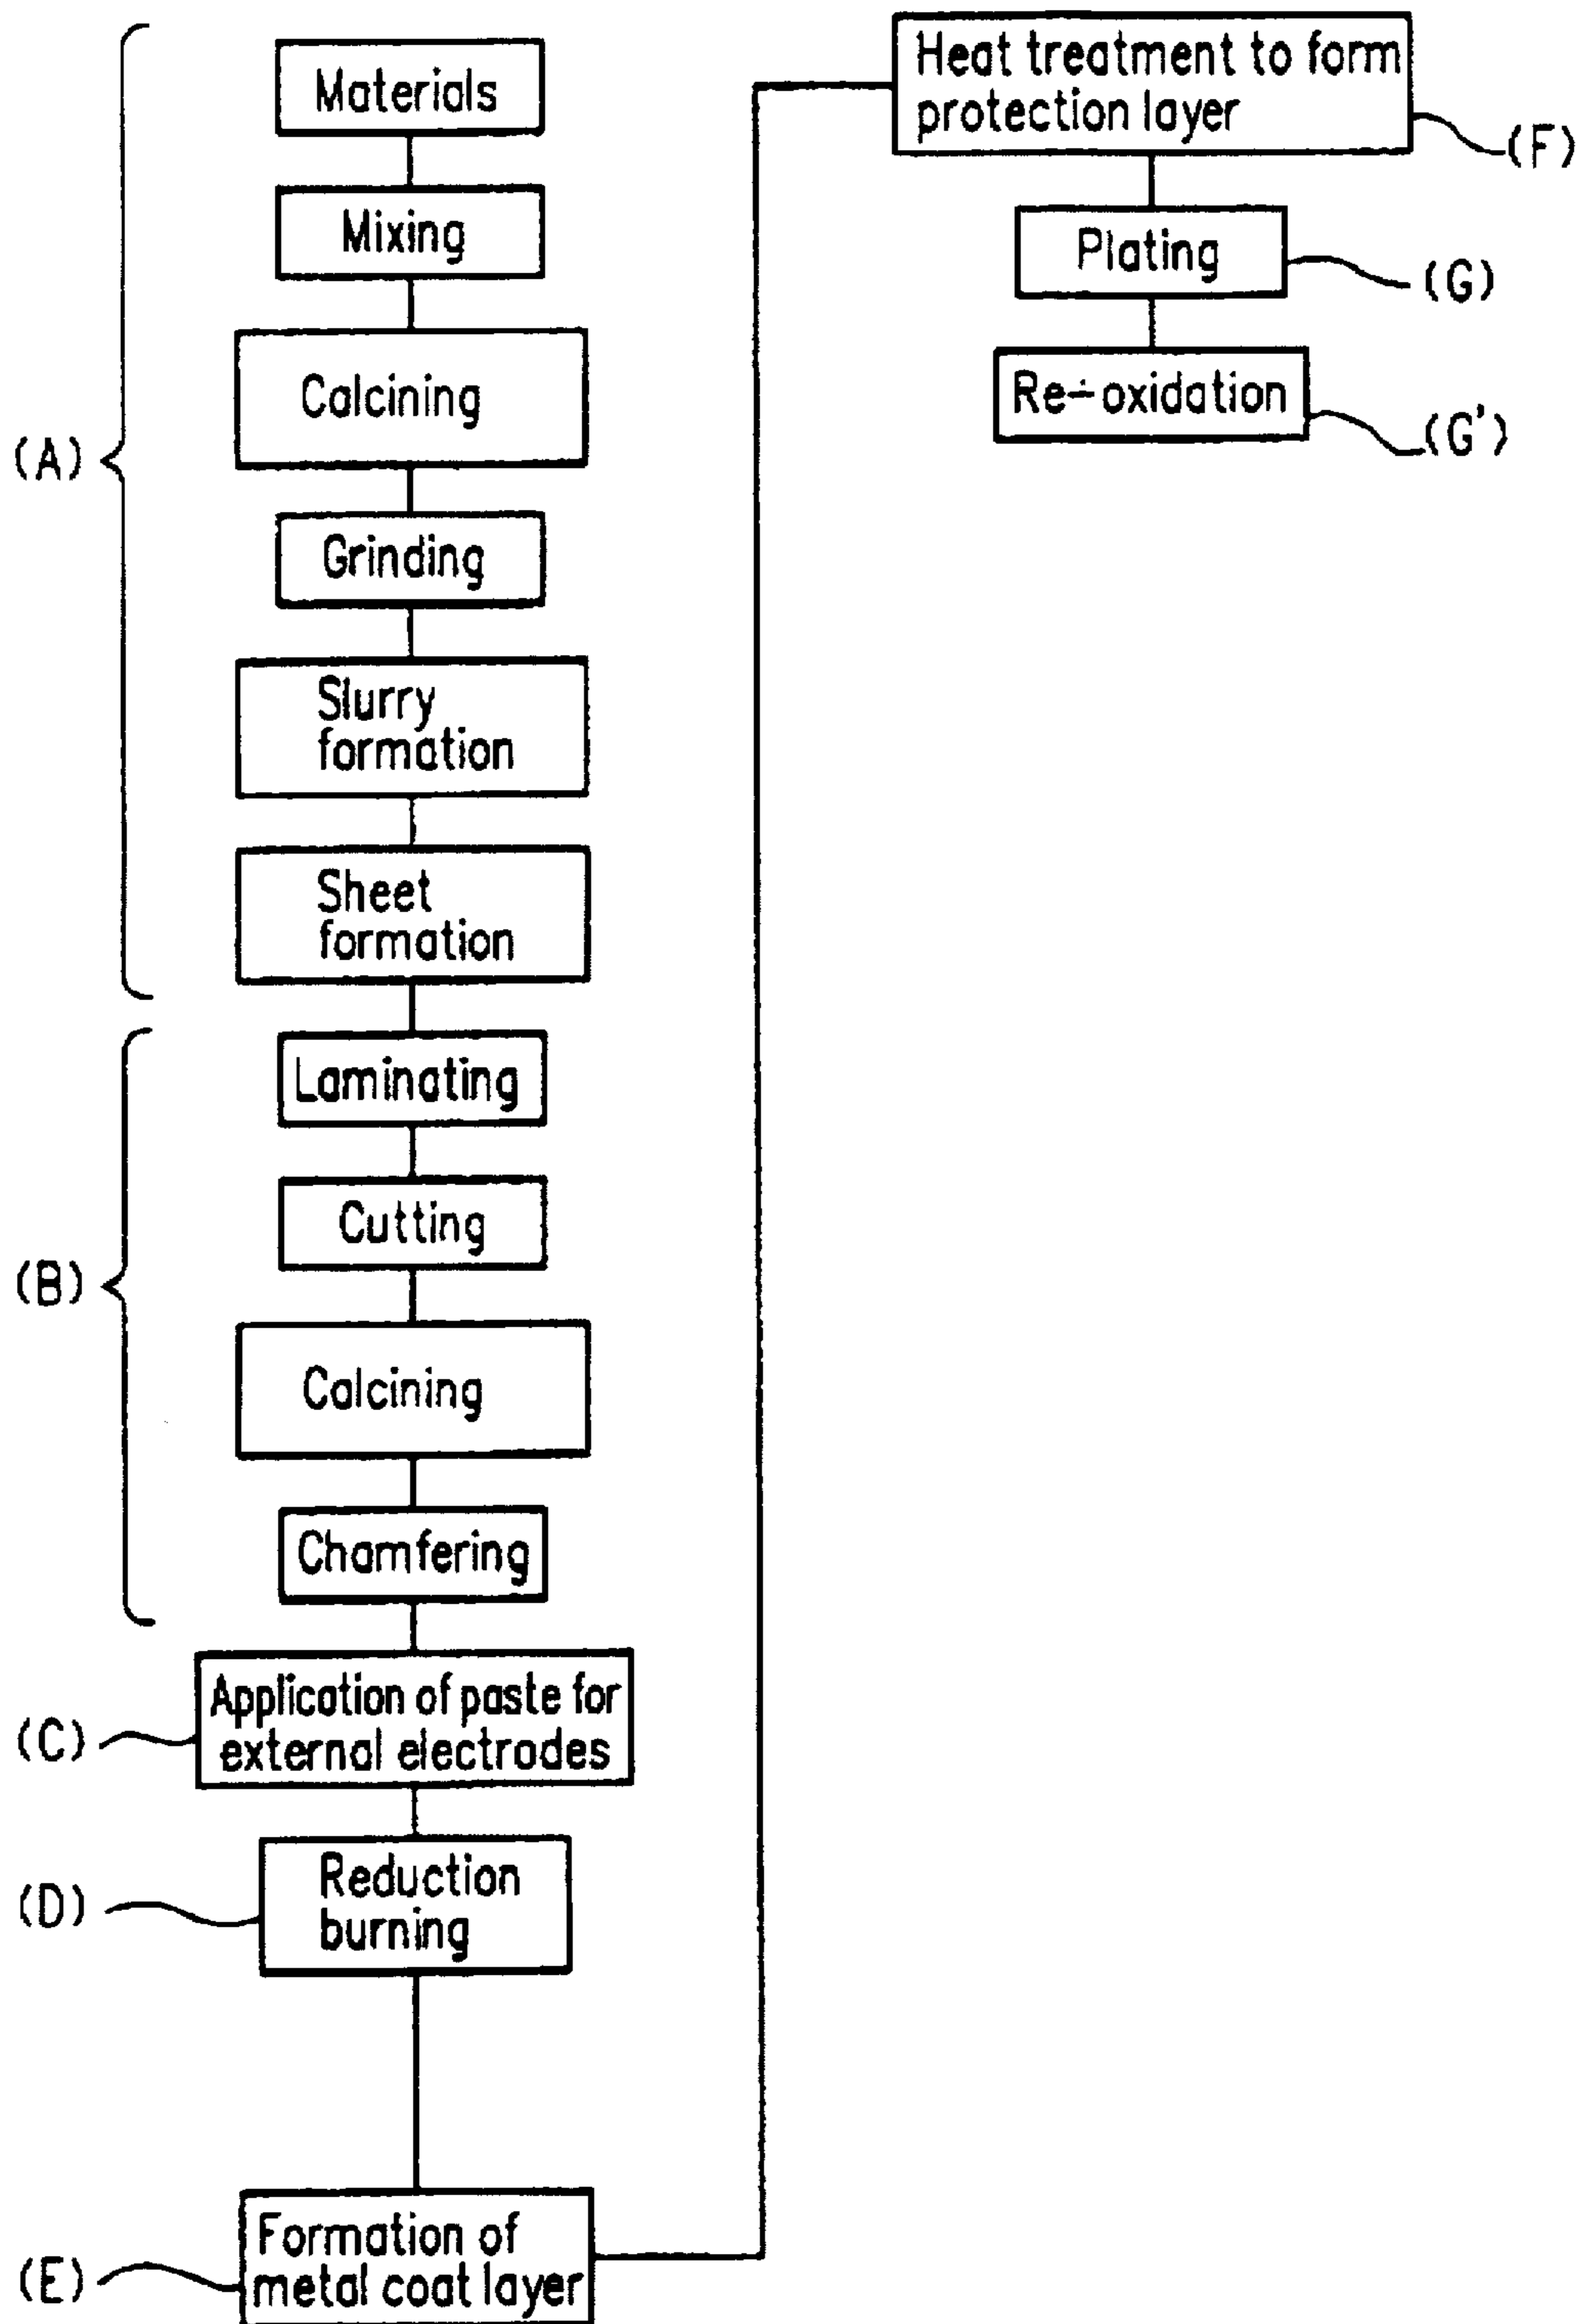 (A)
Materials
Mixing
Calcining
Grinding
Slurry
formation
Sheet
formation
(B)
Laminating
Cutting
Calcining
Chamfering
(C)
Application of paste for
external electrodes
(D)
Reduction
burning
(E)
Formation of
metal coat layer
Heat treatment to form
protection layer
(F)
Plating
(G)
Re-oxidation
(G')